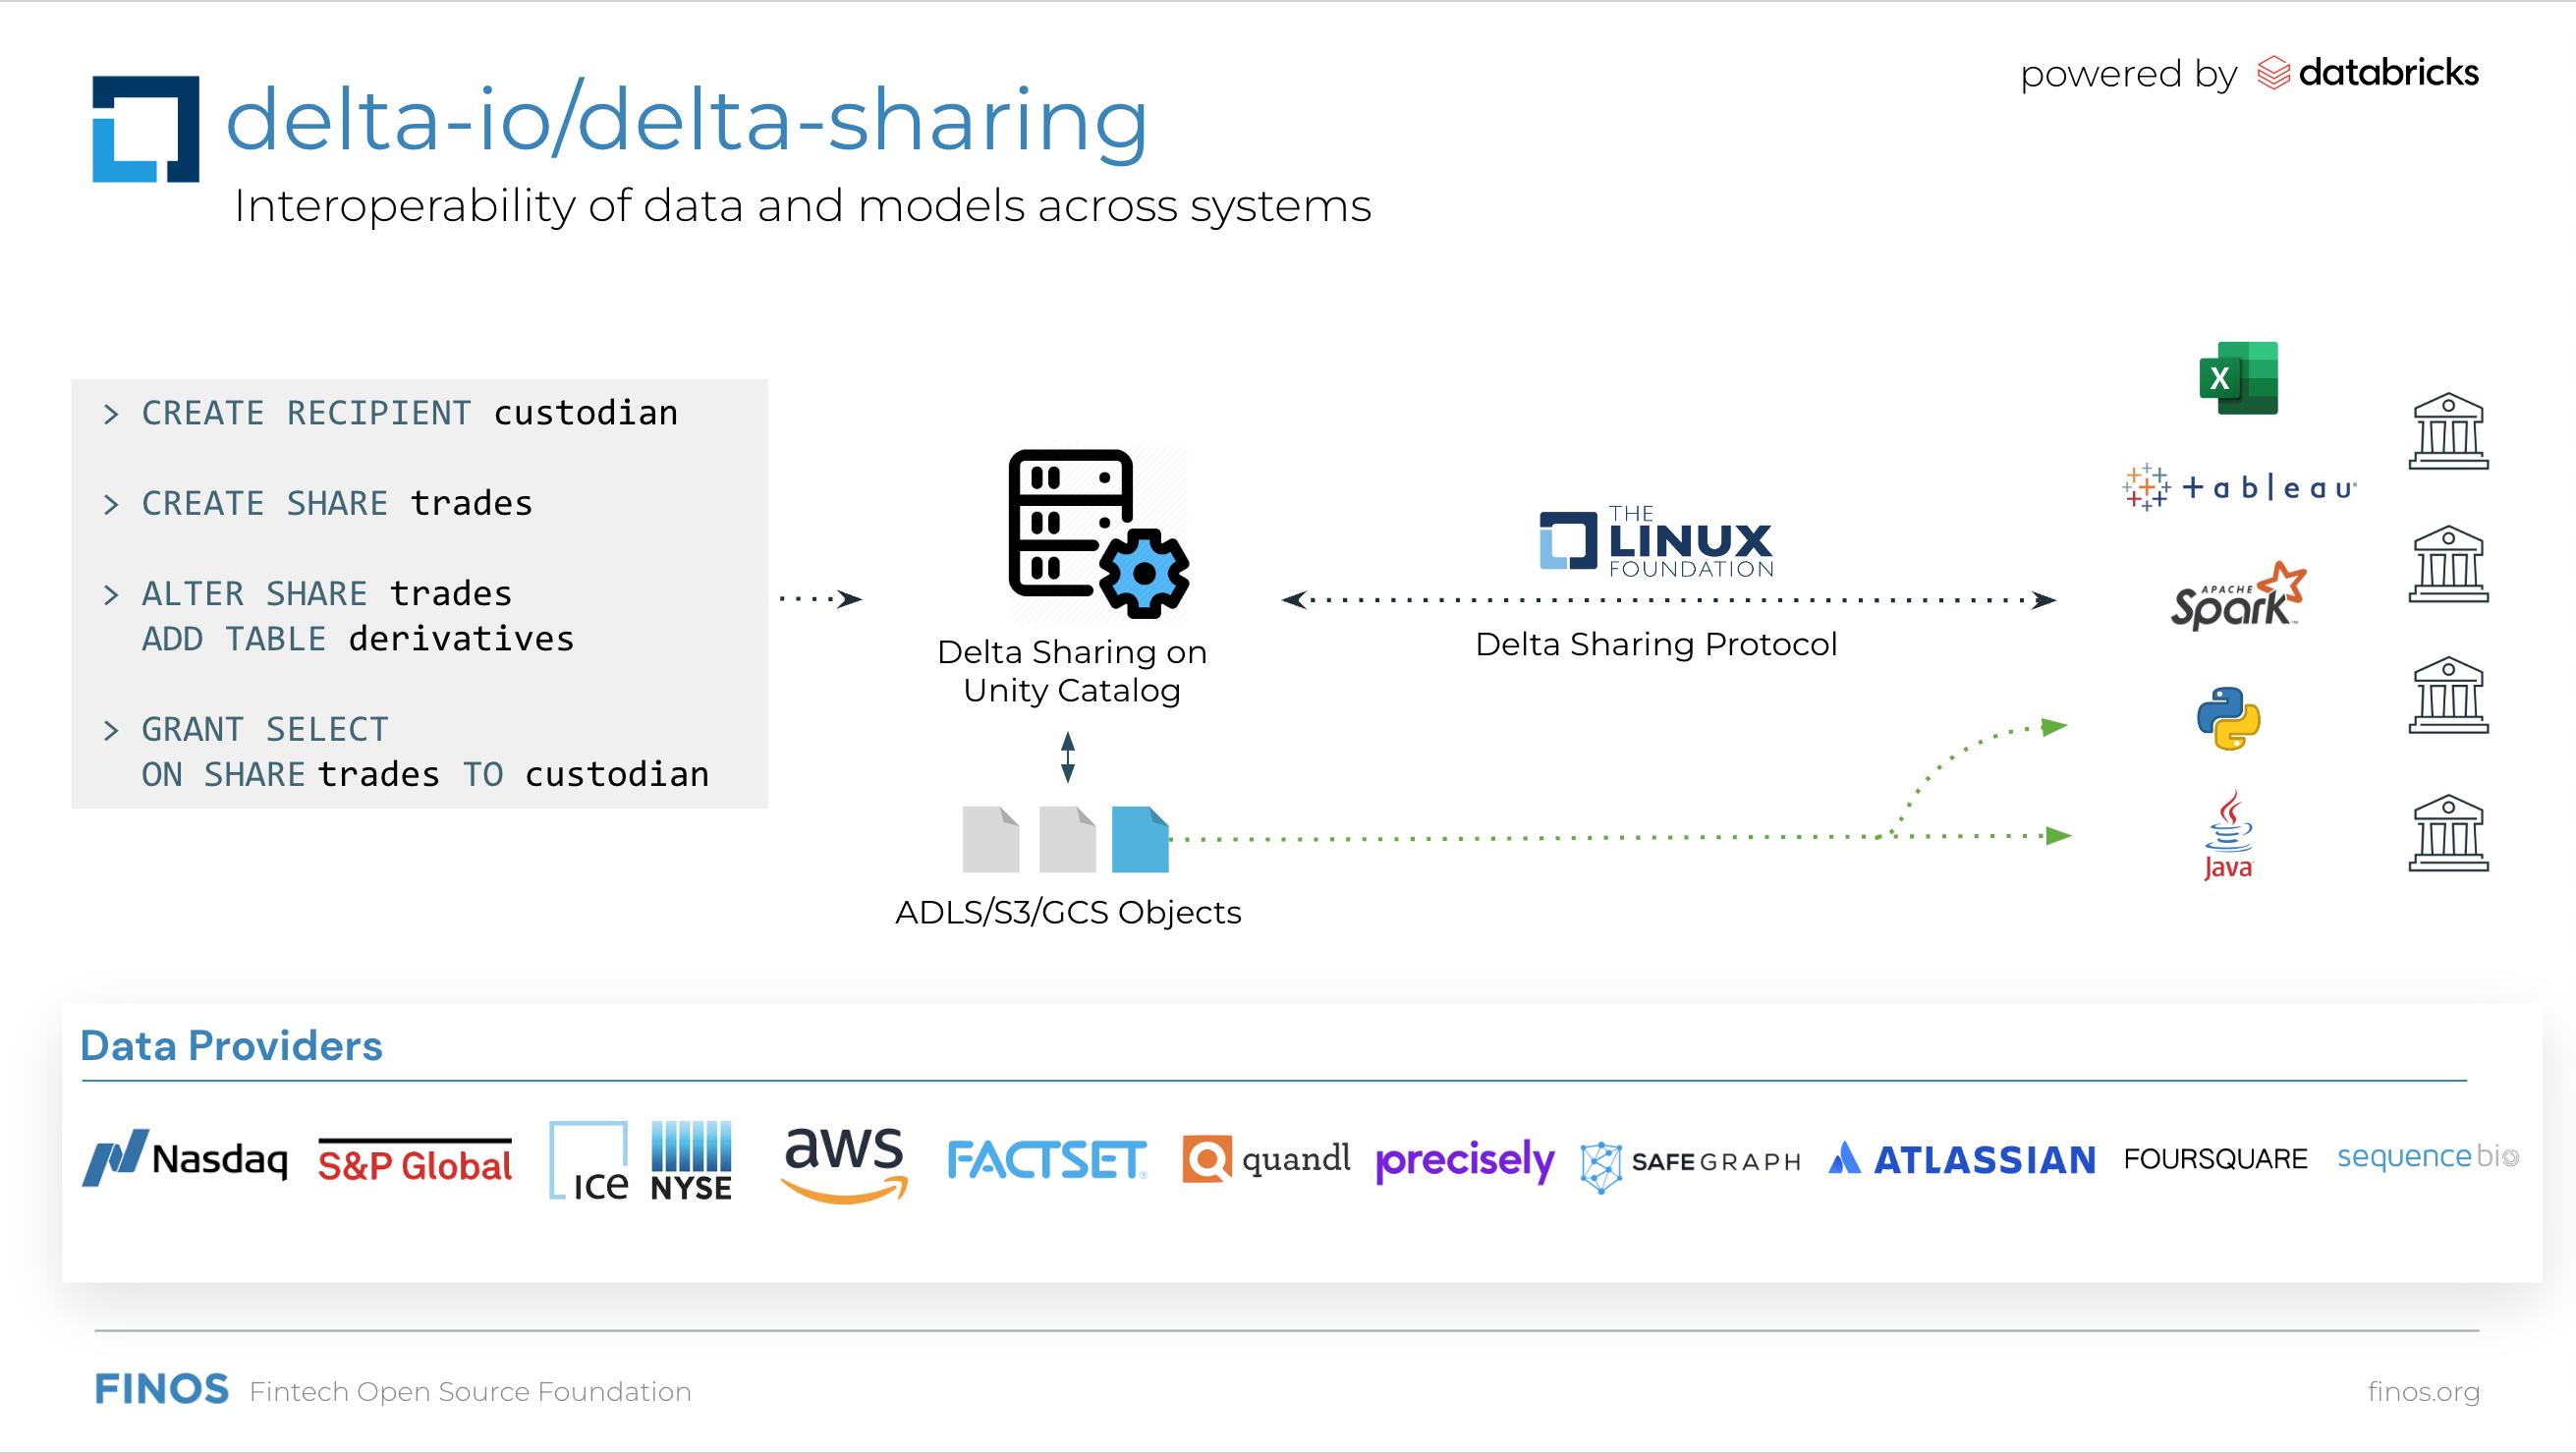 powered by databricks
delta-io/delta-sharing
Interoperability of data and models across systems
> CREATE RECIPIENT custodian
> CREATE SHARE trades
> ALTER SHARE trades
ADD TABLE derivatives
> GRANT SELECT
ON SHARE trades TO custodian
Delta Sharing on
Unity Catalog
ADLS/S3/GCS Objects
THE
LINUX
FOUNDATION
Delta Sharing Protocol
X
+ableau
APACHE
Spark
Java
Data Providers
Nasdaq
S&P Global
ice
NYSE
aws
FACTSET
quandl
precisely
SAFEGRAPH
ATLASSIAN
FOURSQUARE
sequencebio
FINOS Fintech Open Source Foundation
finos.org